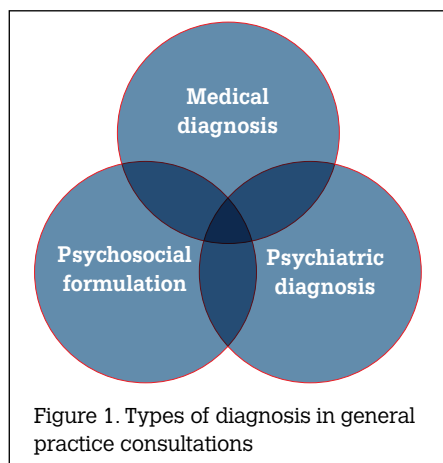 Medical
diagnosis
Psychosocial
formulation
Psychiatric
diagnosis
Figure 1. Types of diagnosis in general
practice consultations